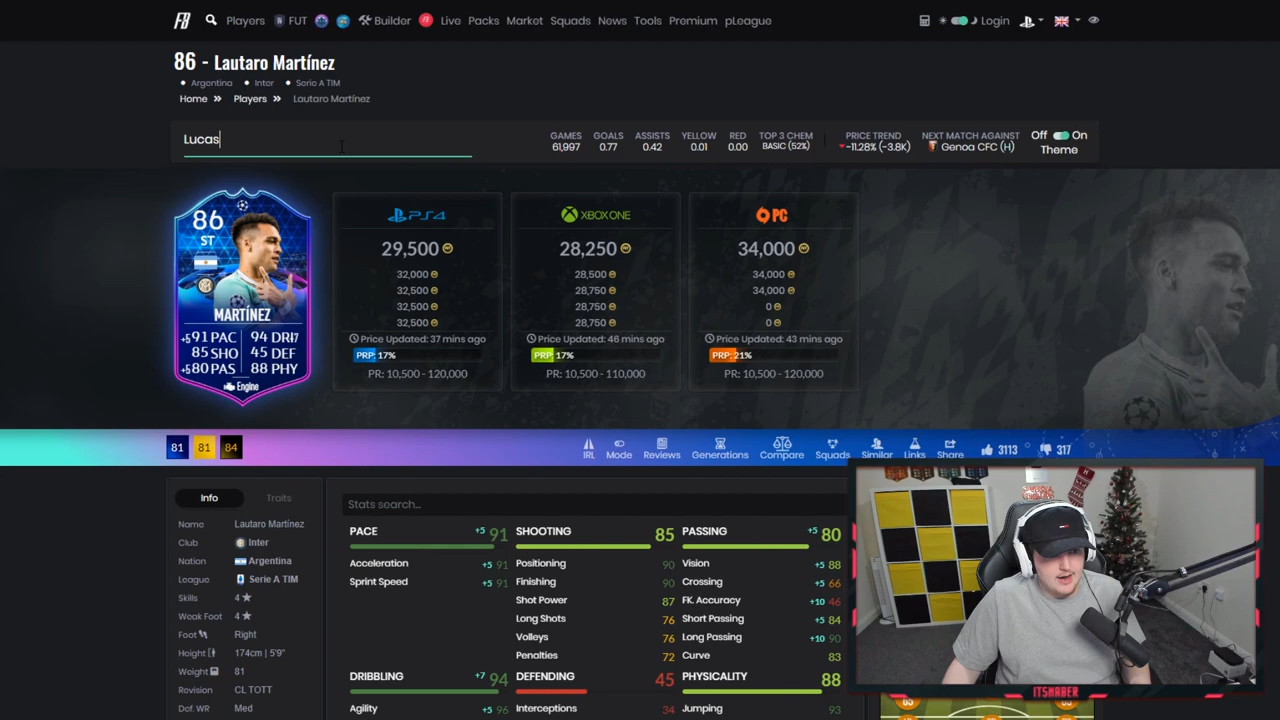 FB Players FUT Builder Live Packs Market Squads News Tools Premium pLeague Login
86 - Lautaro Martínez
Argentina Inter Serie A TIM
Home » Players » Lautaro Martínez
Lucas
GAMES 61,997
GOALS 0.77
ASSISTS 0.42
YELLOW 0.01
RED 0.00
TOP 3 CHEM BASIC (52%)
PRICE TREND -11.28% (-3.8K)
NEXT MATCH AGAINST Genoa CFC (H)
Off On
Theme
86
ST
MARTÍNEZ
+5 91 PAC 94 DRI +7
85 SHO 45 DEF
+5 80 PAS 88 PHY
Engine
PS4
29,500
32,000
32,500
32,500
32,500
Price Updated: 37 mins ago
PRP: 17%
PR: 10,500 - 120,000
XBOX ONE
28,250
28,500
28,750
28,750
28,750
Price Updated: 46 mins ago
PRP: 17%
PR: 10,500 - 110,000
PC
34,000
34,000
34,000
0
0
Price Updated: 43 mins ago
PRP: 21%
PR: 10,500 - 120,000
81 81 84
IRL Mode Reviews Generations Compare Squads Similar Links Share 3113 317
Info Traits
Name Lautaro Martínez
Club Inter
Nation Argentina
League Serie A TIM
Skills 4
Weak Foot 4
Foot Right
Height 174cm | 5'9"
Weight 81
Revision CL TOTT
Def. WR Med
Stats search...
PACE +5 91
Acceleration +5 91
Sprint Speed +5 91
SHOOTING 85
Positioning 90
Finishing 90
Shot Power 87
Long Shots 76
Volleys 76
Penalties 72
PASSING +5 80
Vision +5 88
Crossing +5 66
FK. Accuracy +10 46
Short Passing +5 84
Long Passing +10 90
Curve 83
DRIBBLING +7 94
Agility +5 96
DEFENDING 45
Interceptions 34
PHYSICALITY 88
Jumping 93
ITSHABER